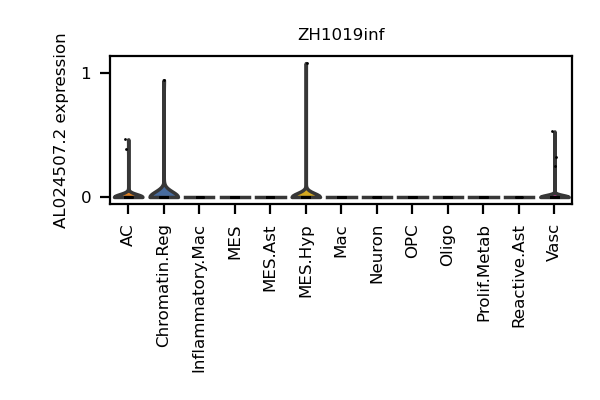 ZH1019inf
AL024507.2 expression
1
0
AC
Chromatin.Reg
Inflammatory.Mac
MES
MES.Ast
MES.Hyp
Mac
Neuron
OPC
Oligo
Prolif.Metab
Reactive.Ast
Vasc